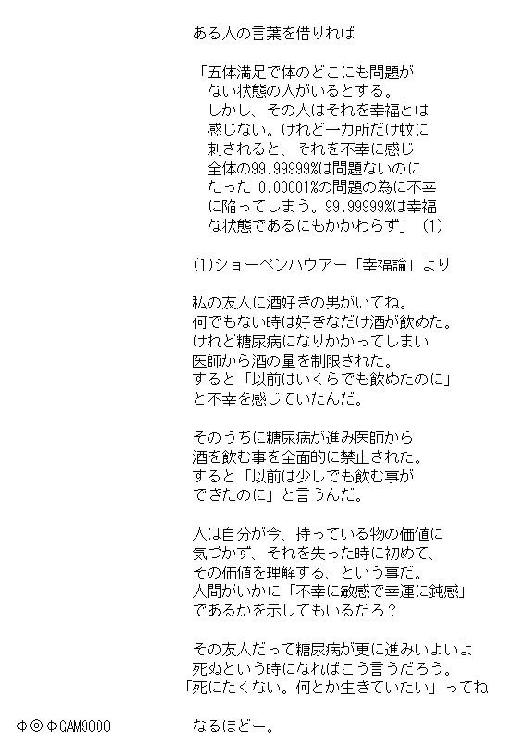 ある人の言葉を借りれば
「五体満足で体のどこにも問題が
ない状態の人がいるとする。
しかし、その人はそれを幸福とは
感じない。けれど一カ所だけ蚊に
刺されると、それを不幸に感じ
全体の99.99999%は問題ないのに
たった 0.00001%の問題の為に不幸
に陥ってしまう。99.99999%は幸福
な状態であるにもかかわらず」(1)
(1)ショーペンハウアー「幸福論」より
私の友人に酒好きの男がいてね。
何でもない時は好きなだけ酒が飲めた。
けれど糖尿病になりかかってしまい
医師から酒の量を制限された。
すると「以前はいくらでも飲めたのに」
と不幸を感じていたんだ。
そのうちに糖尿病が進み医師から
酒を飲む事を全面的に禁止された。
すると「以前は少しでも飲む事が
できたのに」と言うんだ。
人は自分が今、持っている物の価値に
気づかず、それを失った時に初めて、
その価値を理解する、という事だ。
人間がいかに「不幸に敏感で幸運に鈍感」
であるかを示してもいるだろ？
その友人だって糖尿病が更に進みいよいよ
死ぬという時になればこう言うだろう。
「死にたくない。何とか生きていたい」ってね
Φ◎ΦCAM9000 なるほどー。